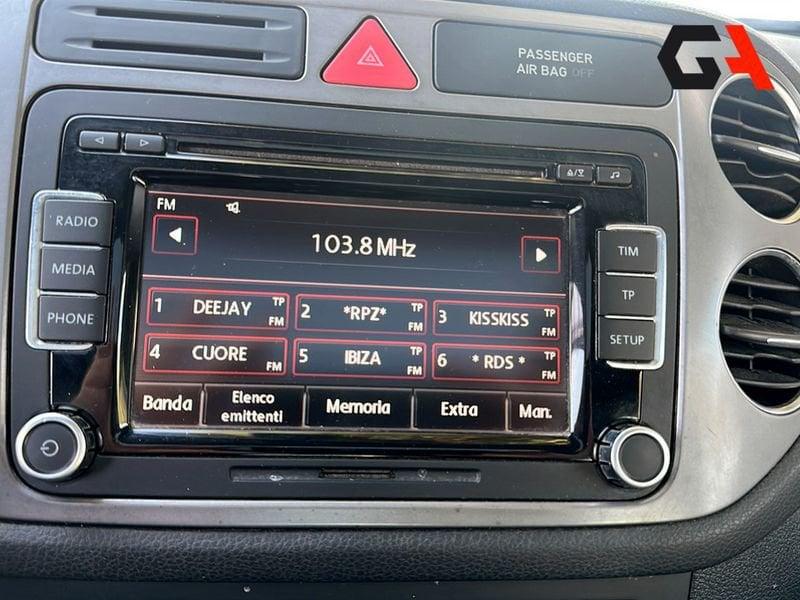 PASSENGER
AIR BAG OFF
GA
RADIO
MEDIA
PHONE
TIM
TP
SETUP
FM
103.8 MHz
1 DEEJAY TP FM
2 *RPZ* TP FM
3 KISSKISS TP FM
4 CUORE FM
5 IBIZA TP FM
6 * RDS * TP FM
Banda
Elenco
emittenti
Memoria
Extra
Man.